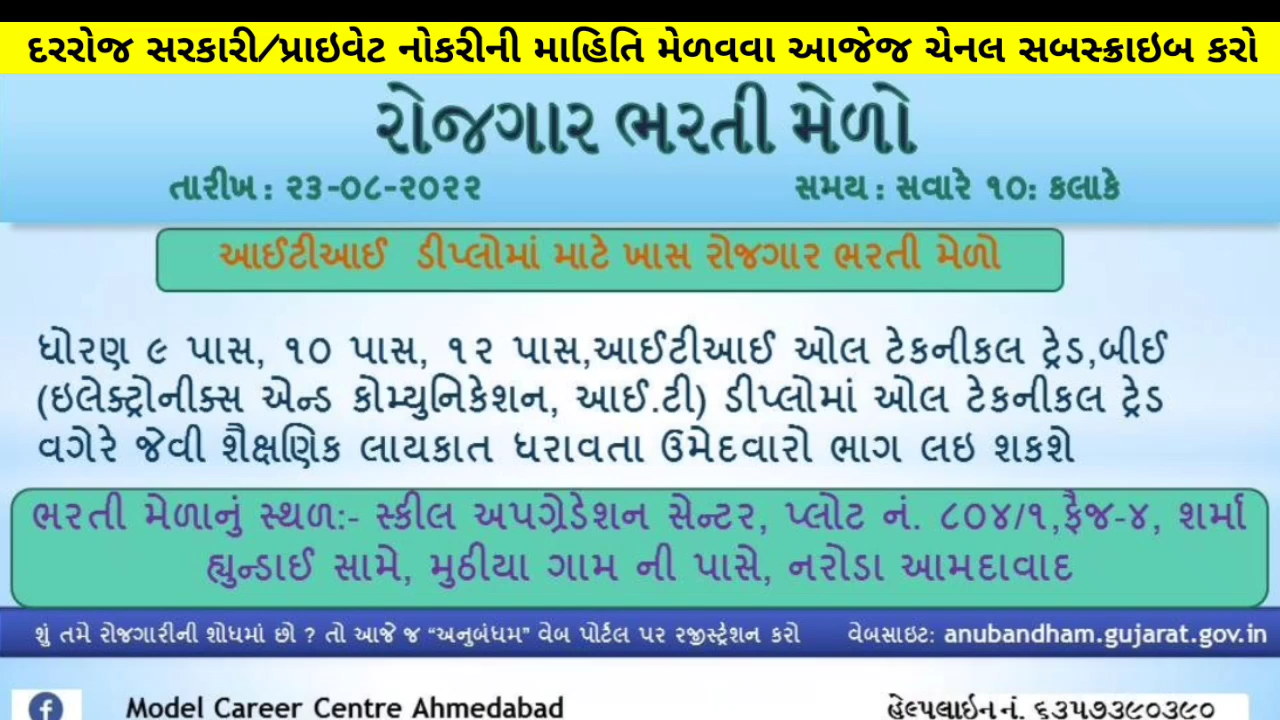 દરરોજ સરકારી/પ્રાઇવેટ નોકરીની માહિતિ મેળવવા આજેજ ચેનલ સબસ્ક્રાઇબ કરો
રોજગાર ભરતી મેળો
તારીખ : ૨૩-૦૮-૨૦૨૨ સમય : સવારે ૧૦: કલાકે
આઈટીઆઈ ડીપ્લોમાં માટે ખાસ રોજગાર ભરતી મેળો
ધોરણ ૯ પાસ, ૧૦ પાસ, ૧૨ પાસ,આઈટીઆઈ ઓલ ટેકનીકલ ટ્રેડ,બીઈ
(ઇલેક્ટ્રોનીક્સ એન્ડ કોમ્યુનિકેશન, આઈ.ટી) ડીપ્લોમાં ઓલ ટેકનીકલ ટ્રેડ
વગેરે જેવી શૈક્ષણિક લાયકાત ધરાવતા ઉમેદવારો ભાગ લઇ શકશે
ભરતી મેળાનું સ્થળ:- સ્કીલ અપગ્રેડેશન સેન્ટર, પ્લોટ નં. ૮૦૪/૧,ફૈજ-૪, શર્મા
હ્યુન્ડાઈ સામે, મુઠીયા ગામ ની પાસે, નરોડા આમદાવાદ
શું તમે રોજગારીની શોધમાં છો ? તો આજે જ “અનુબંધમ” વેબ પોર્ટલ પર રજીસ્ટ્રેશન કરો વેબસાઇટ: anubandham.gujarat.gov.in
f Model Career Centre Ahmedabad હેલ્પલાઇન નં. ૬૩૫૭૩૯૦૩૯૦